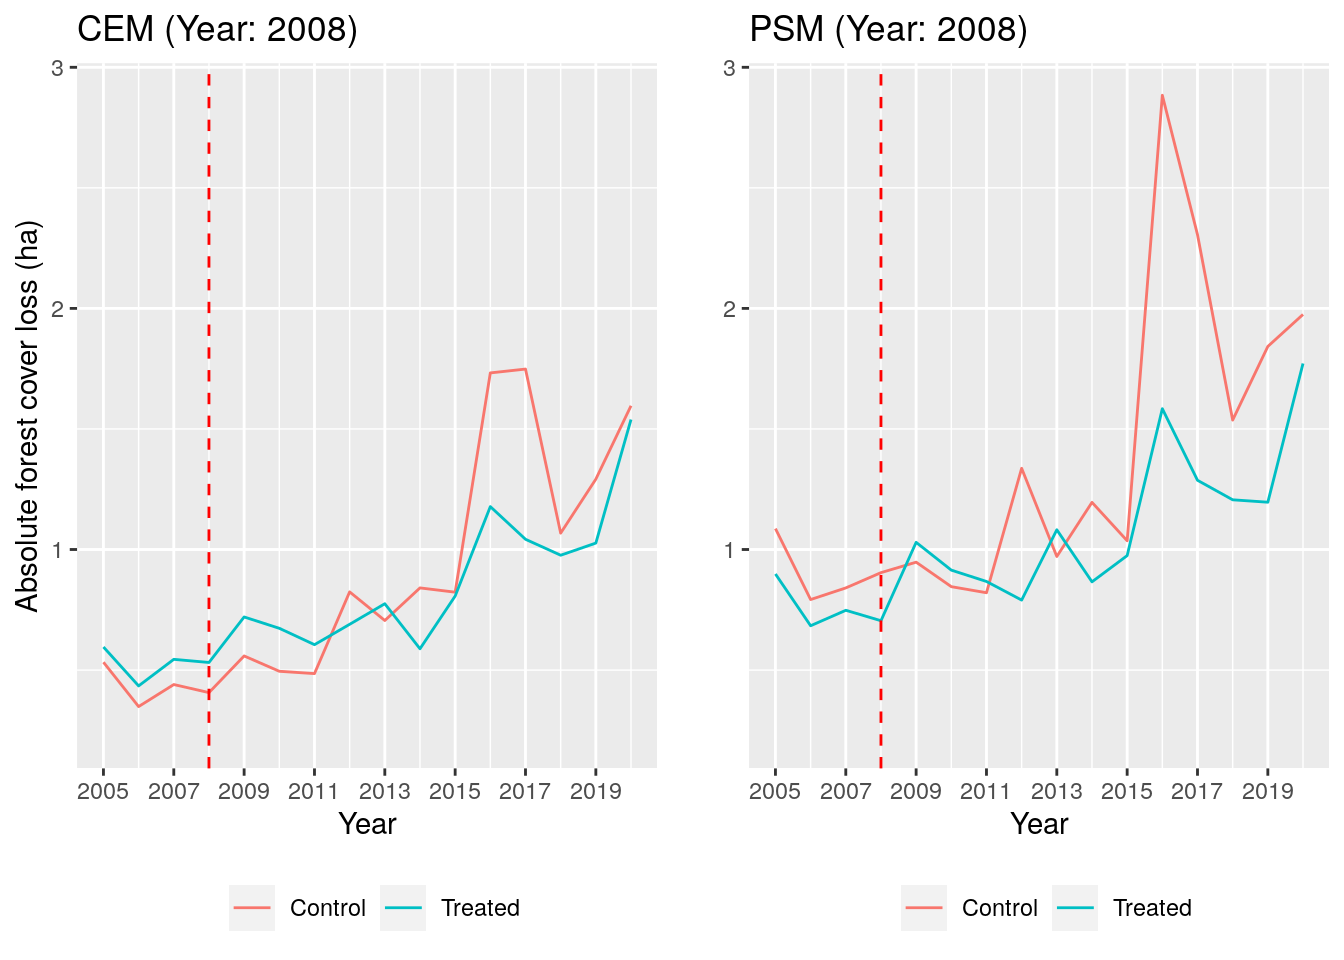 CEM (Year: 2008)
3
2
1
Absolute forest cover loss (ha)
2005 2007 2009 2011 2013 2015 2017 2019
Year
Control Treated
PSM (Year: 2008)
3
2
1
2005 2007 2009 2011 2013 2015 2017 2019
Year
Control Treated